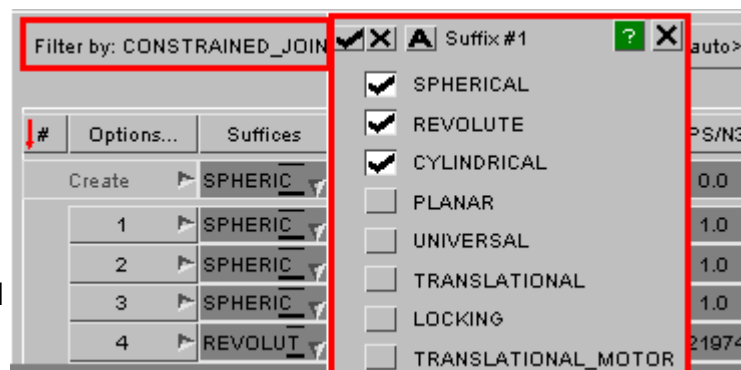 Filter by: CONSTRAINED_JOIN
A Suffix #1 ? X auto>
SPHERICAL
REVOLUTE
CYLINDRICAL
PLANAR
UNIVERSAL
TRANSLATIONAL
LOCKING
TRANSLATIONAL_MOTOR
# Options... Suffices PS/N3
Create SPHERIC 0.0
1 SPHERIC 1.0
2 SPHERIC 1.0
3 SPHERIC 1.0
4 REVOLUT 21974